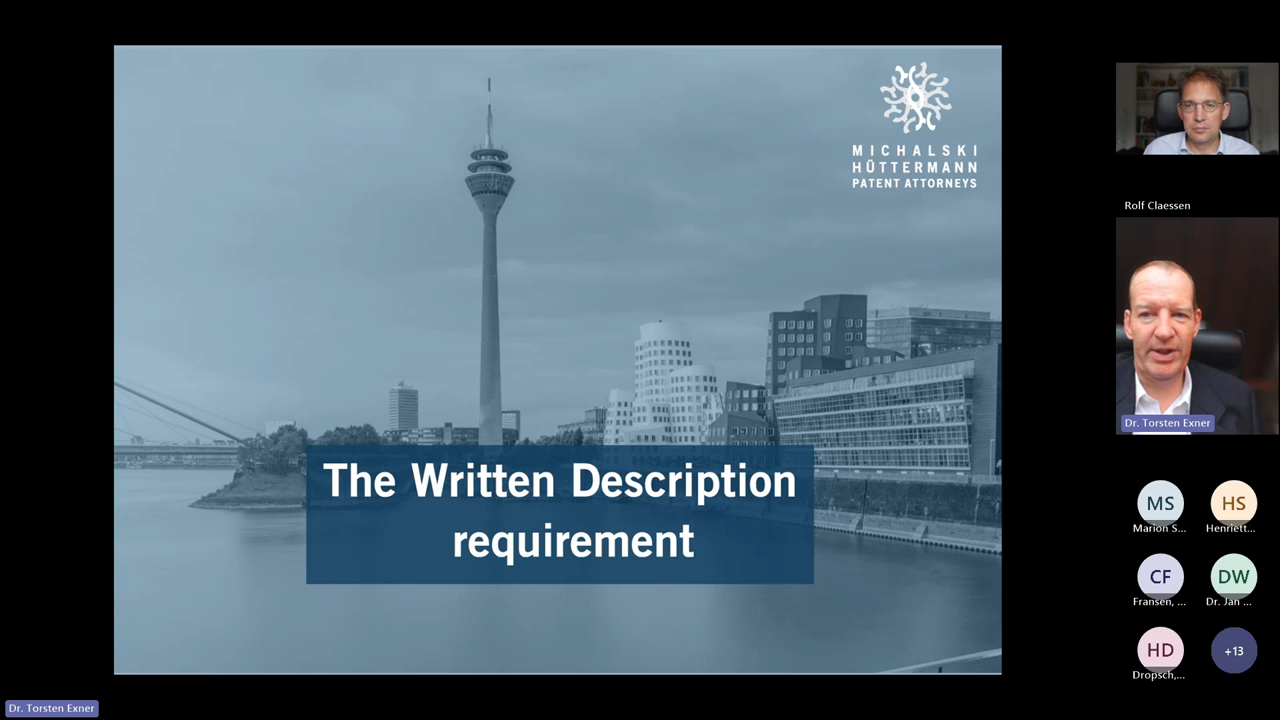 MICHALSKI
HÜTTERMANN
PATENT ATTORNEYS
The Written Description
requirement
Rolf Claessen
Dr. Torsten Exner
MS
HS
Marion S...
Henriett...
CF
DW
Fransen, ...
Dr. Jan ...
HD
+13
Dropsch,...
Dr. Torsten Exner